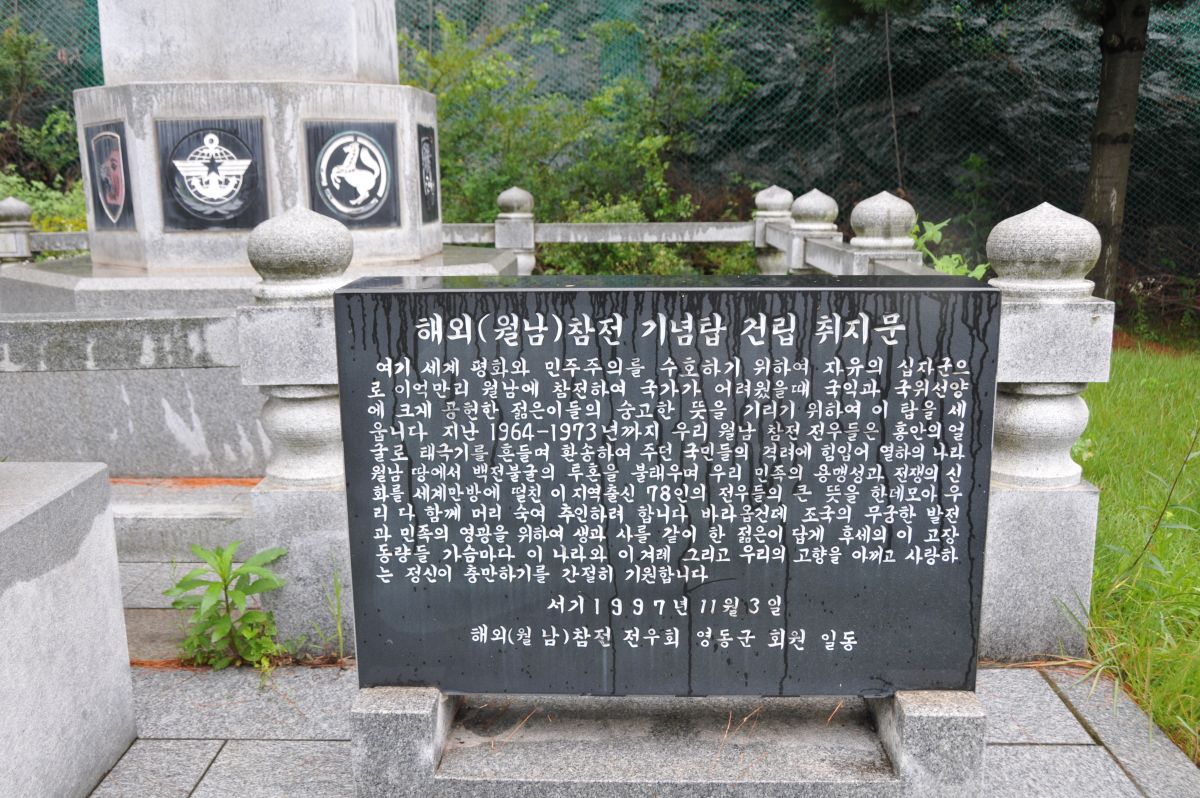 해외(월남)참전 기념탑 건립 취지문
여기 세계 평화와 민주주의를 수호하기 위하여 자유의 십자군으
로 이억만리 월남에 참전하여 국가가 어려웠을때 국익과 국위선양
에 크게 공헌한 젊은이들의 숭고한 뜻을 기리기 위하여 이 탑을 세
웁니다 지난 1964-1973년까지 우리 월남 참전 전우들은 홍안의 얼
굴로 태극기를 흔들며 환송하여 주던 국민들의 격려에 힘입어 열하의 나라
월남 땅에서 백전불굴의 투혼을 불태우며 우리 민족의 용맹성과 전쟁의 신
화를 세계만방에 떨친 이 지역출신 78인의 전우들의 큰 뜻을 한데모아 우
리 다 함께 머리 숙여 추인하려 합니다 바라옵건데 조국의 무궁한 발전
과 민족의 영광을 위하여 생과 사를 같이 한 젊은이 답게 후세의 이 고장
동량들 가슴마다 이 나라와 이 겨레 그리고 우리의 고향을 아끼고 사랑하
는 정신이 충만하기를 간절히 기원합니다
서기 1997년 11월 3일
해외(월남)참전 전우회 영동군 회원 일동